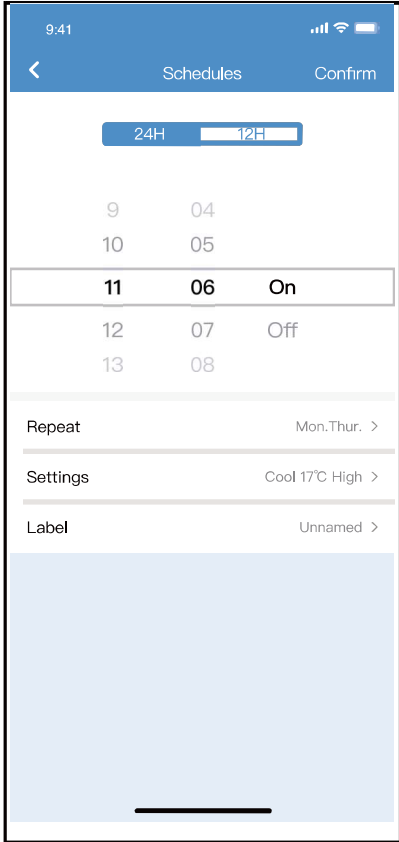 9:41
Schedules Confirm
24H 12H
9 04
10 05
11 06 On
12 07 Off
13 08
Repeat Mon.Thur. >
Settings Cool 17℃ High >
Label Unnamed >